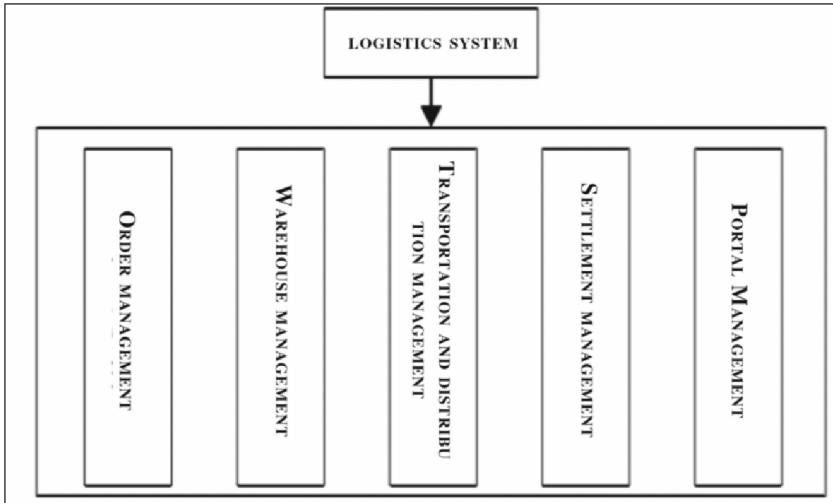 LOGISTICS SYSTEM
ORDER MANAGEMENT
WAREHOUSE MANAGEMENT
TRANSPORTATION AND DISTRIBU
TION MANAGEMENT
SETTLEMENT MANAGEMENT
PORTAL MANAGEMENT